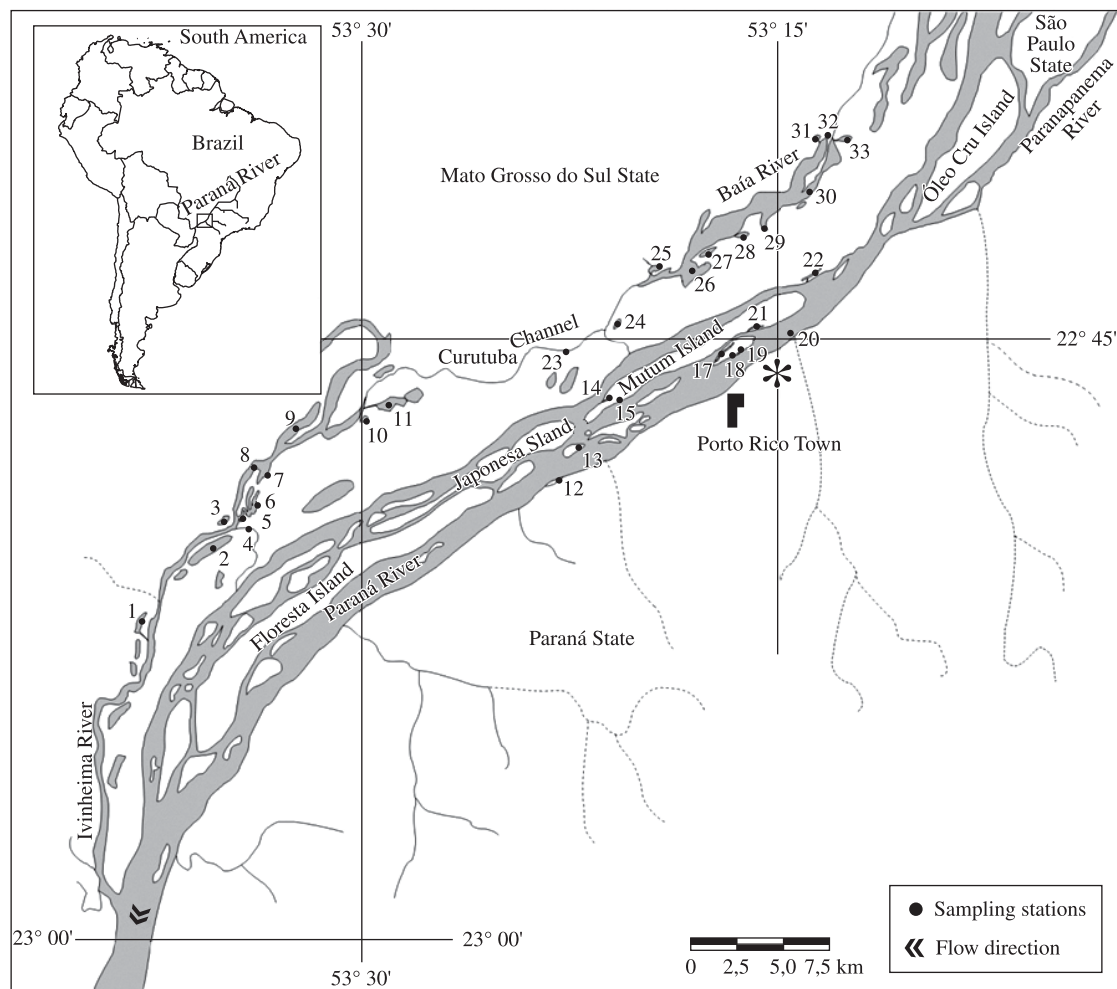 53° 30'
53° 15'
South America
Brazil
Paraná River
São
Paulo
State
Paranapanema
River
Óleo Cru Island
Mato Grosso do Sul State
Baía River
31
32
33
30
29
28
27
26
25
22
24
21
20
22° 45'
Channel
Curutuba
23
Mutum Island
17
18
19
14
15
Porto Rico Town
9
11
10
8
7
Japonesa Sland
13
12
6
3
5
4
2
Floresta Island
Paraná River
1
Paraná State
Ivinheima River
23° 00'
23° 00'
53° 30'
0 2,5 5,0 7,5 km
Sampling stations
Flow direction